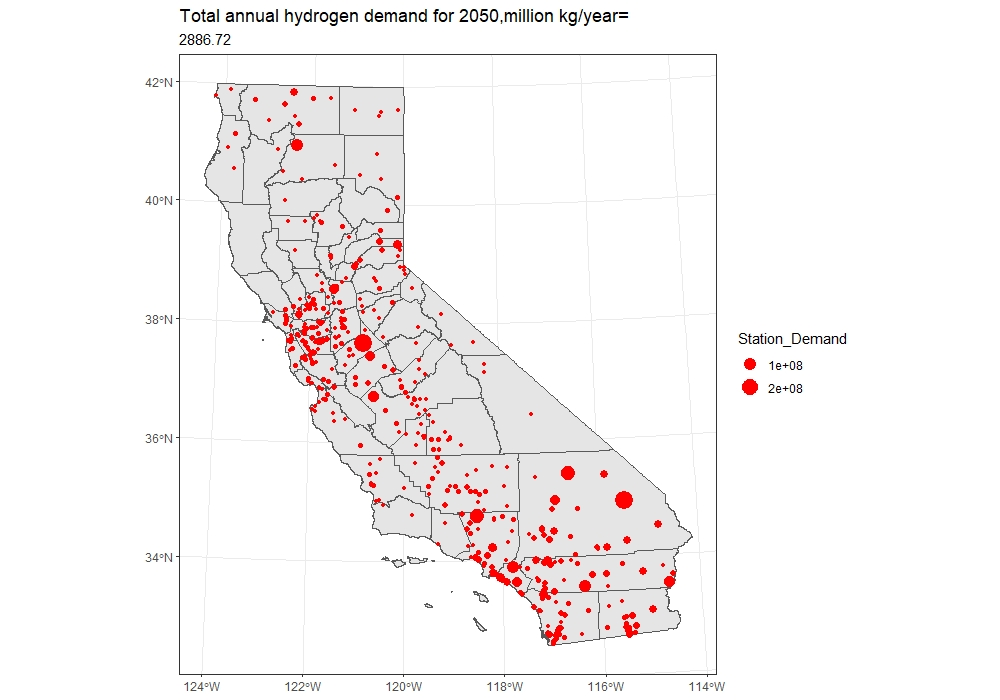 Total annual hydrogen demand for 2050,million kg/year=
2886.72
42°N
40°N
38°N
36°N
34°N
124°W
122°W
120°W
118°W
116°W
114°W
Station_Demand
1e+08
2e+08